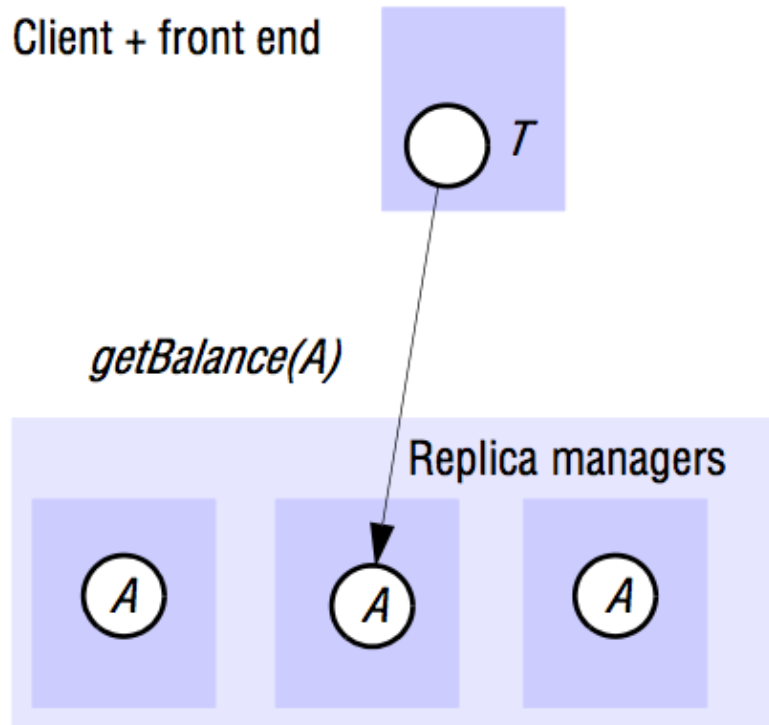 Client + front end
T
getBalance(A)
Replica managers
A
A
A